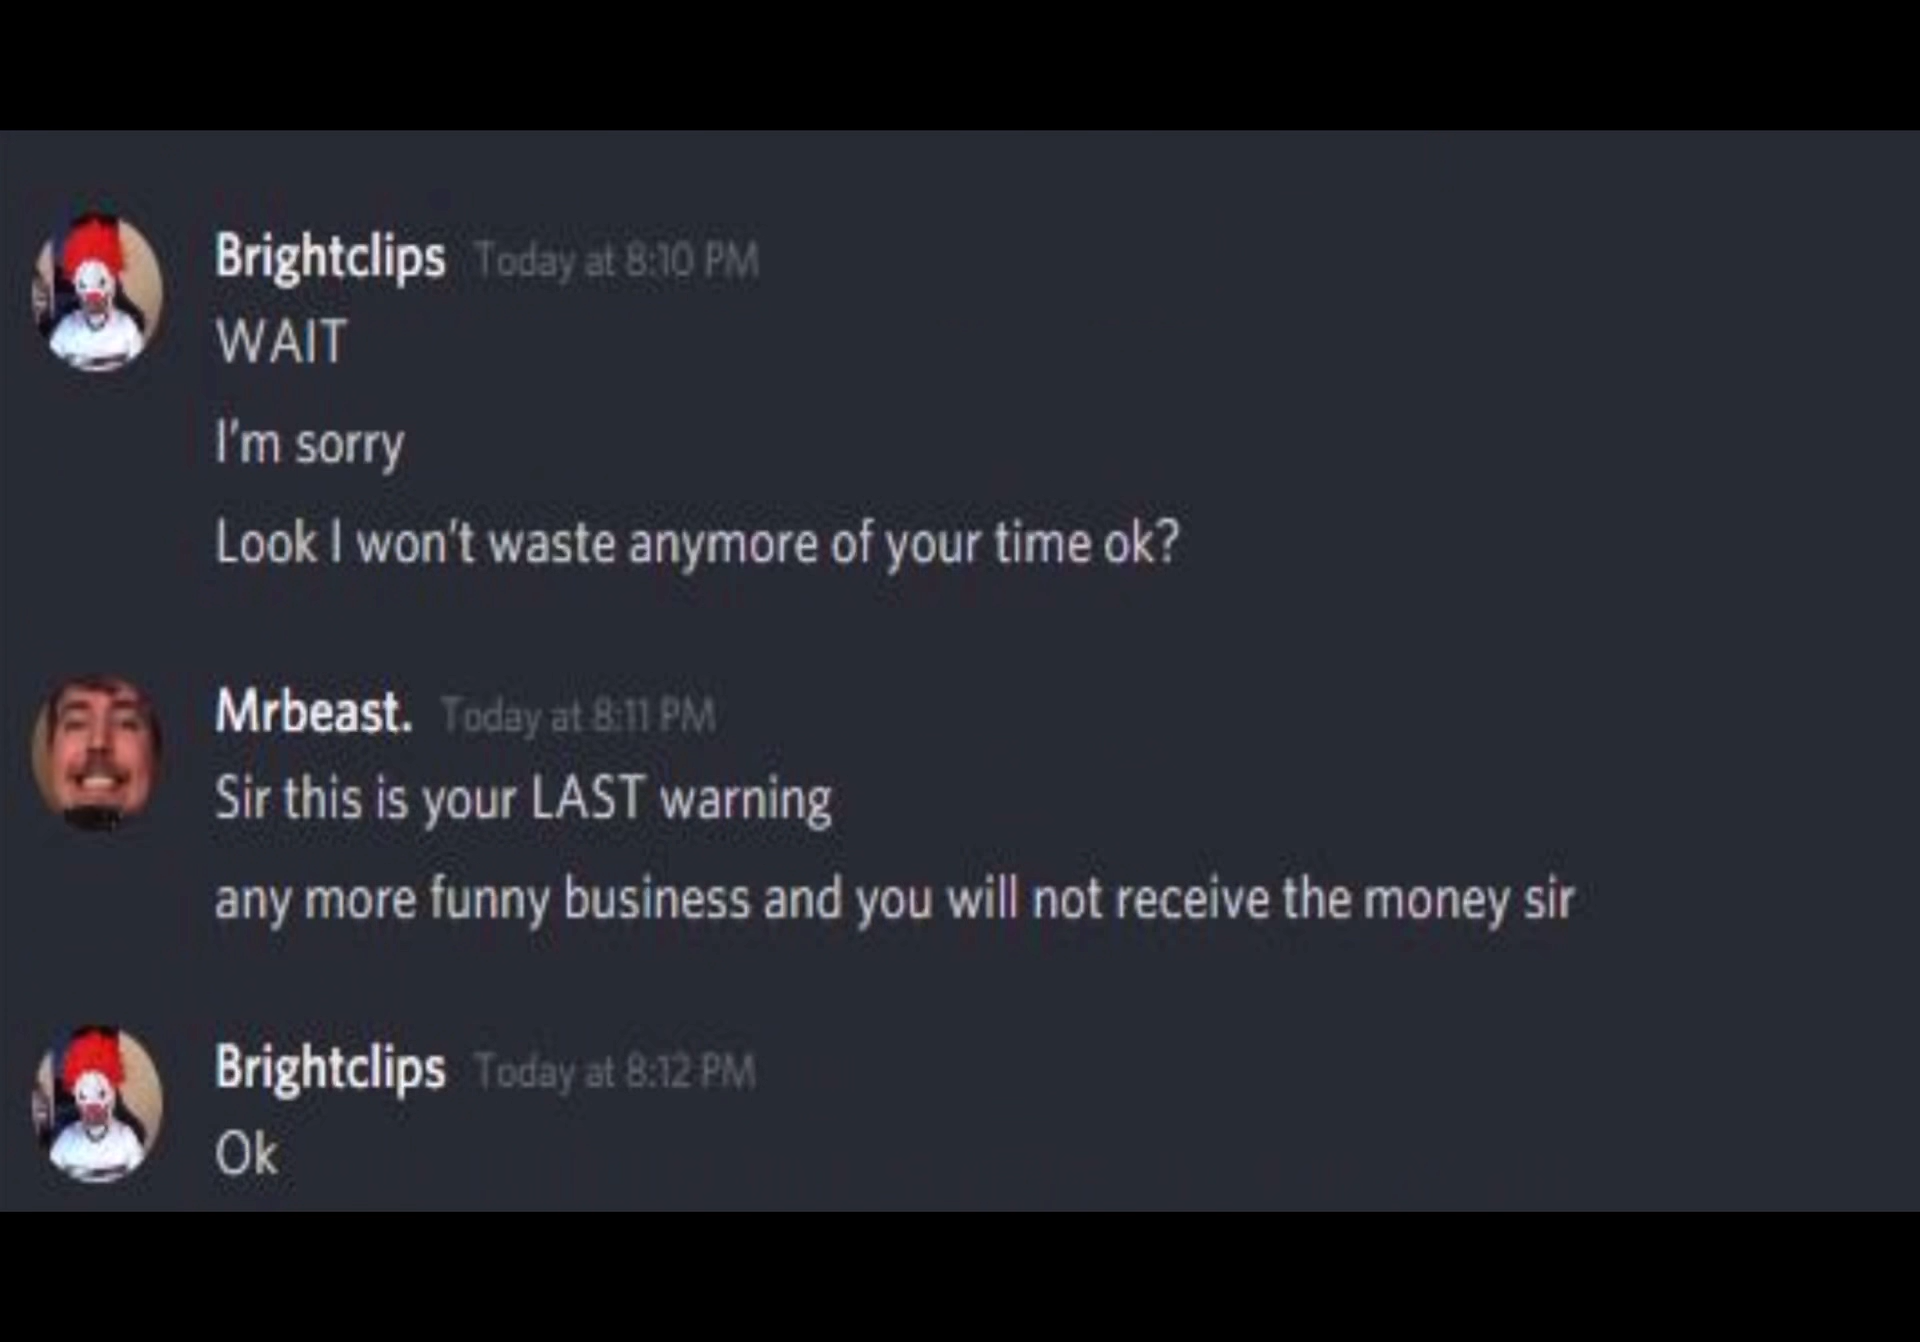 Brightclips Today at 8:10 PM
WAIT
I'm sorry
Look I won't waste anymore of your time ok?
Mrbeast. Today at 8:11 PM
Sir this is your LAST warning
any more funny business and you will not receive the money sir
Brightclips Today at 8:12 PM
Ok